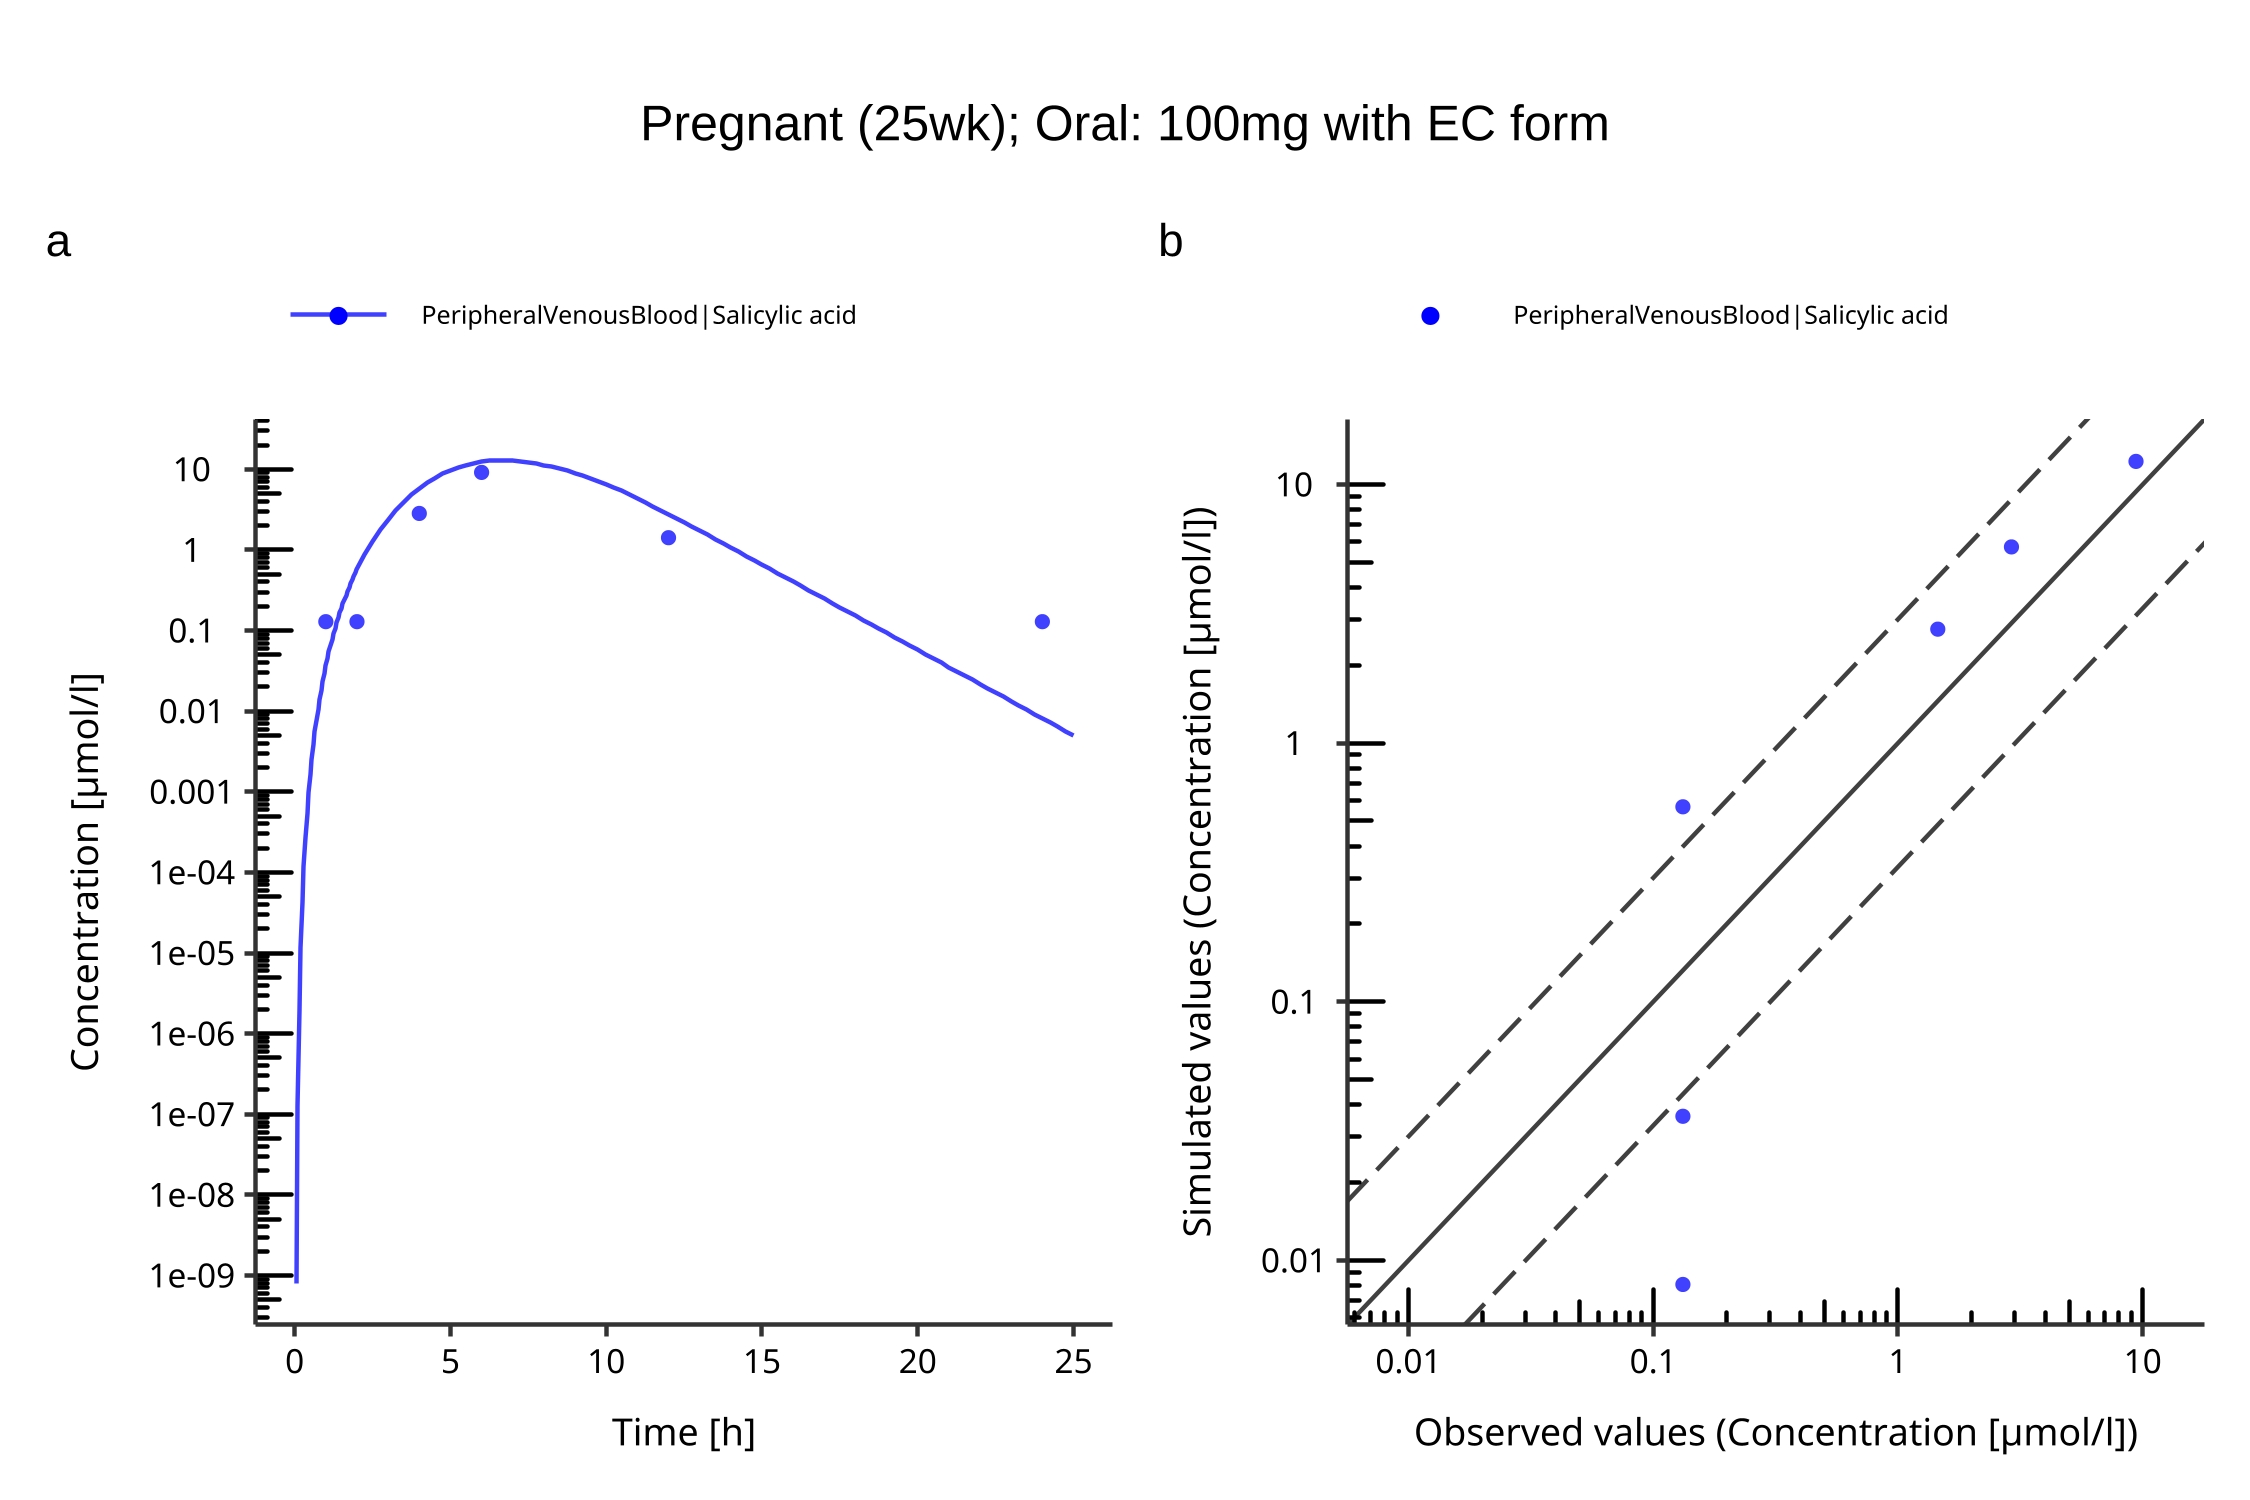 Pregnant (25wk); Oral: 100mg with EC form
a
PeripheralVenousBlood|Salicylic acid
Concentration [µmol/l]
10
1
0.1
0.01
0.001
1e-04
1e-05
1e-06
1e-07
1e-08
1e-09
0 5 10 15 20 25
Time [h]
b
PeripheralVenousBlood|Salicylic acid
Simulated values (Concentration [µmol/l])
10
1
0.1
0.01
0.01 0.1 1 10
Observed values (Concentration [µmol/l])